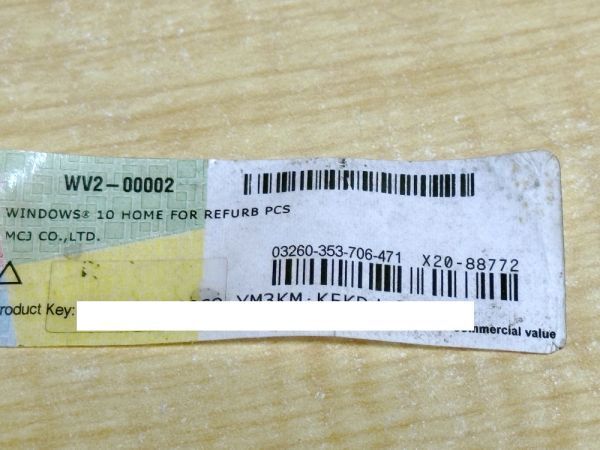 WV2-00002
WINDOWS® 10 HOME FOR REFURB PCS
MCJ CO.,LTD.
03260-353-706-471 X20-88772
roduct Key:
commercial value